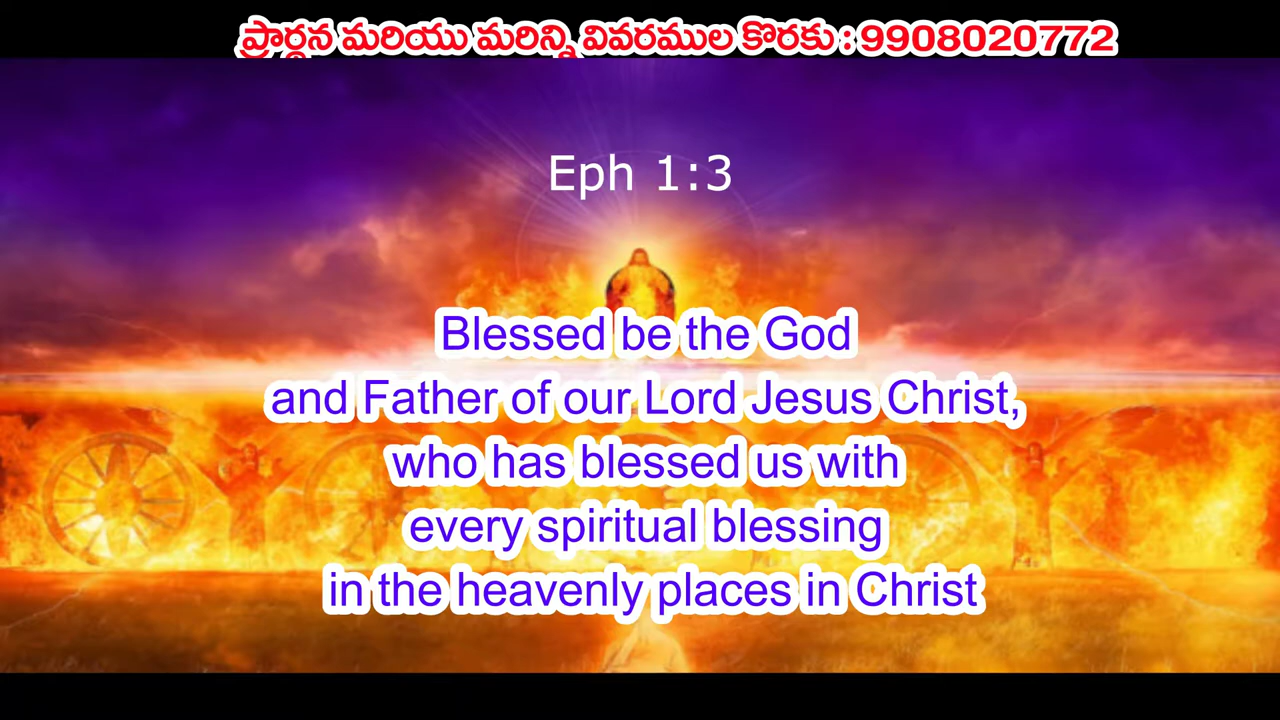 ప్రార్థన మరియు మరిన్ని వివరముల కొరకు : 9908020772
Eph 1:3
Blessed be the God
and Father of our Lord Jesus Christ,
who has blessed us with
every spiritual blessing
in the heavenly places in Christ